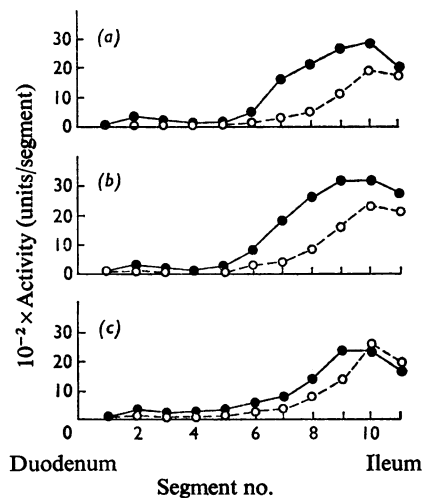 (a)
30
20
10
0
(b)
30
20
10
0
(c)
30
20
10
0 2 4 6 8 10
10⁻² × Activity (units/segment)
Duodenum Ileum
Segment no.